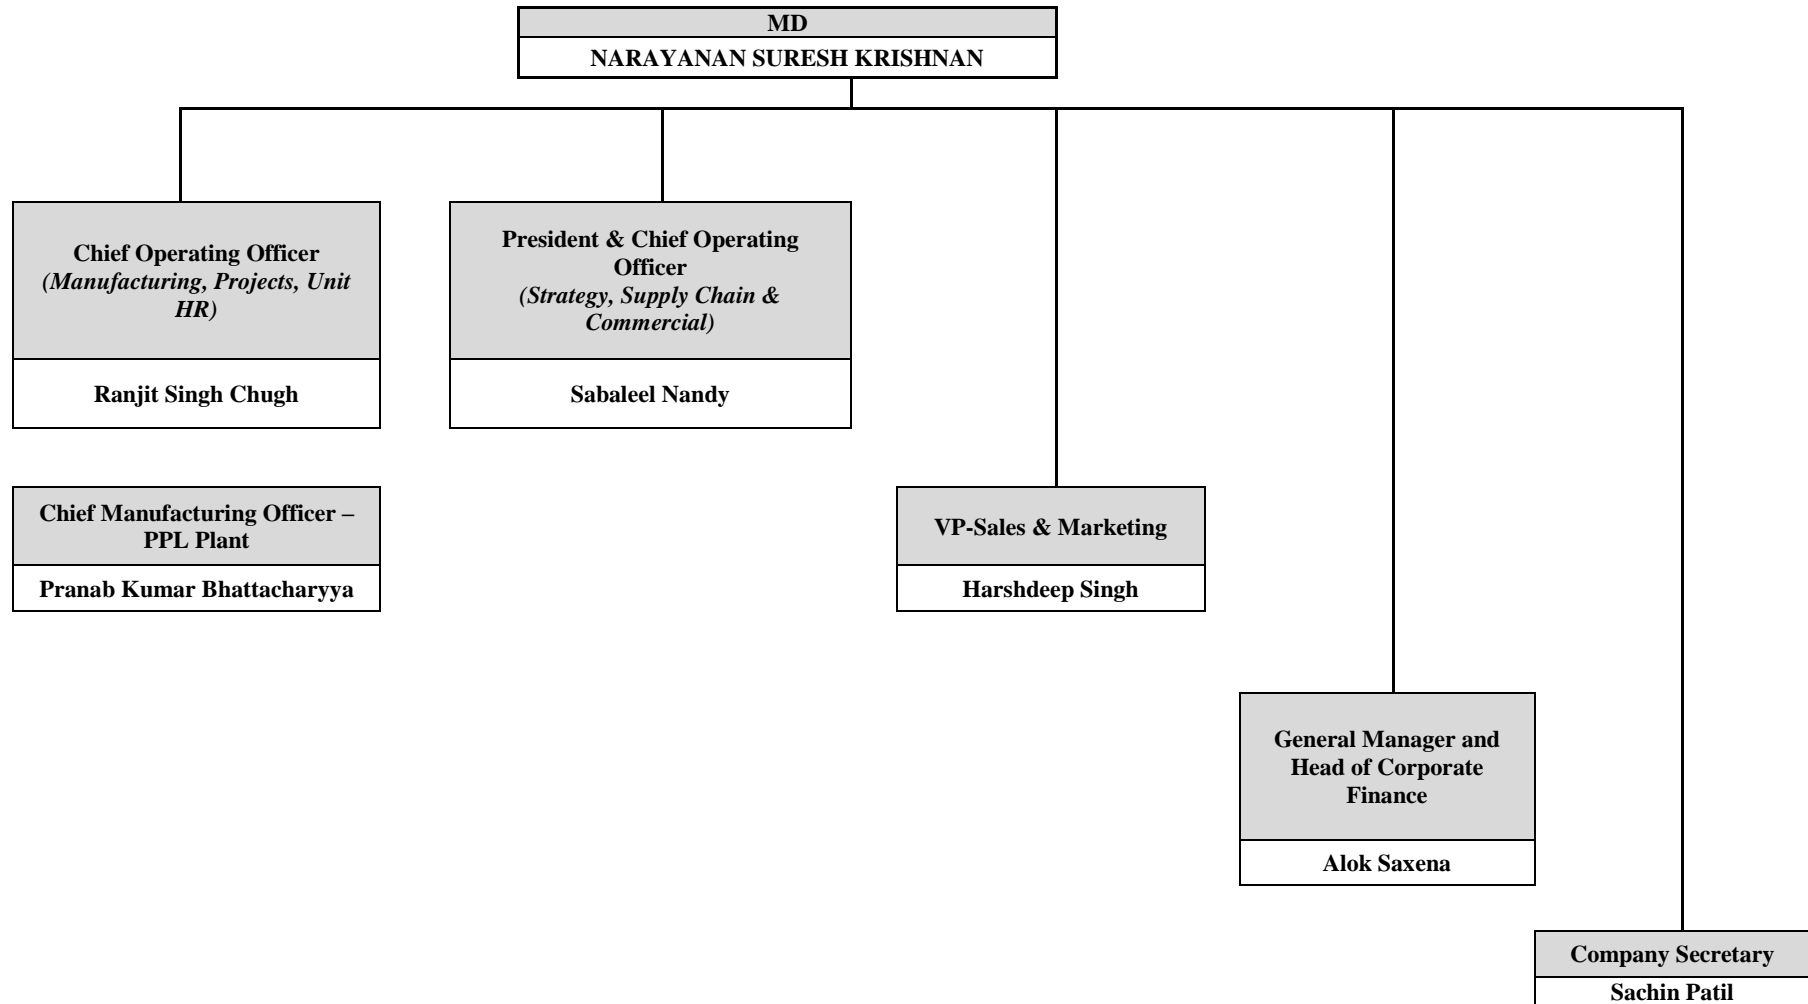 MD
NARAYANAN SURESH KRISHNAN
Chief Operating Officer
(Manufacturing, Projects, Unit
HR)
Ranjit Singh Chugh
President & Chief Operating
Officer
(Strategy, Supply Chain &
Commercial)
Sabaleel Nandy
Chief Manufacturing Officer –
PPL Plant
Pranab Kumar Bhattacharyya
VP-Sales & Marketing
Harshdeep Singh
General Manager and
Head of Corporate
Finance
Alok Saxena
Company Secretary
Sachin Patil